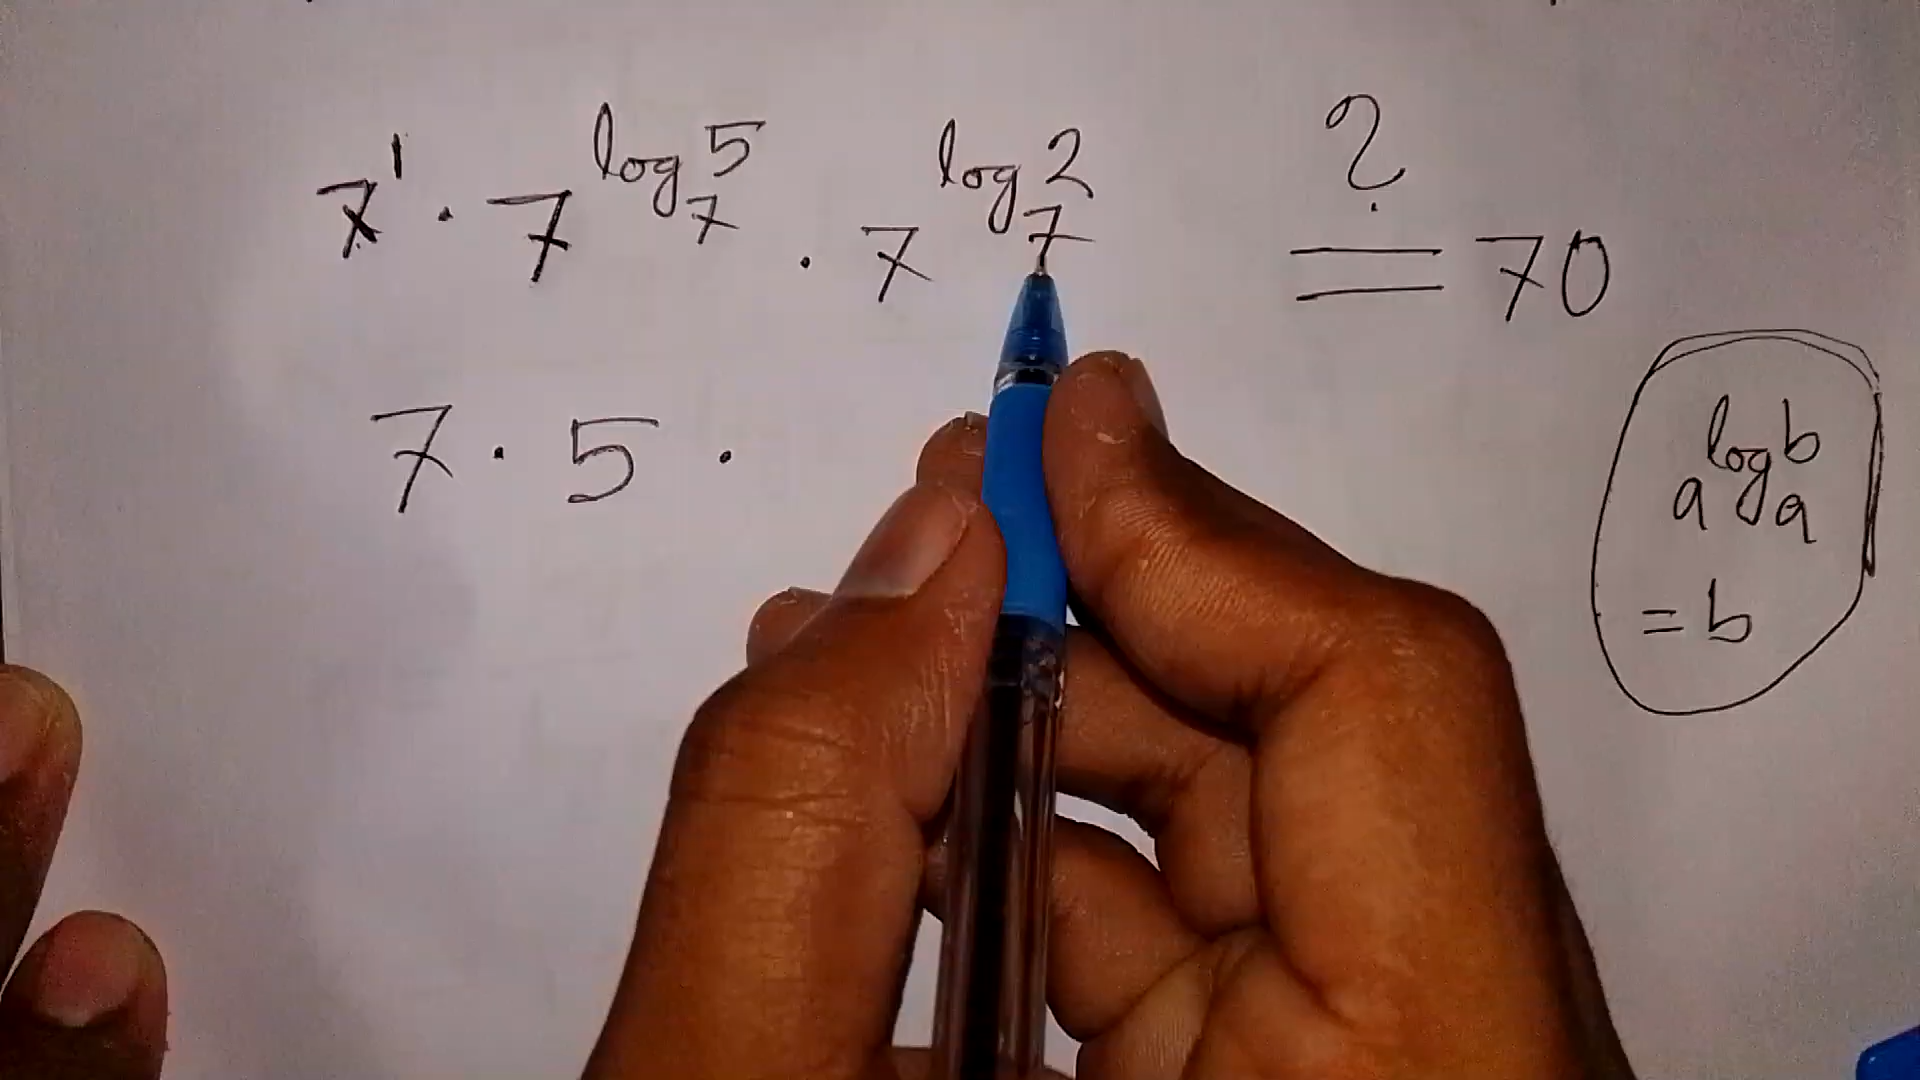 7¹ · 7^log₇5 · 7^log₇2 ?= 70
7 · 5 ·
a^logₐb
= b